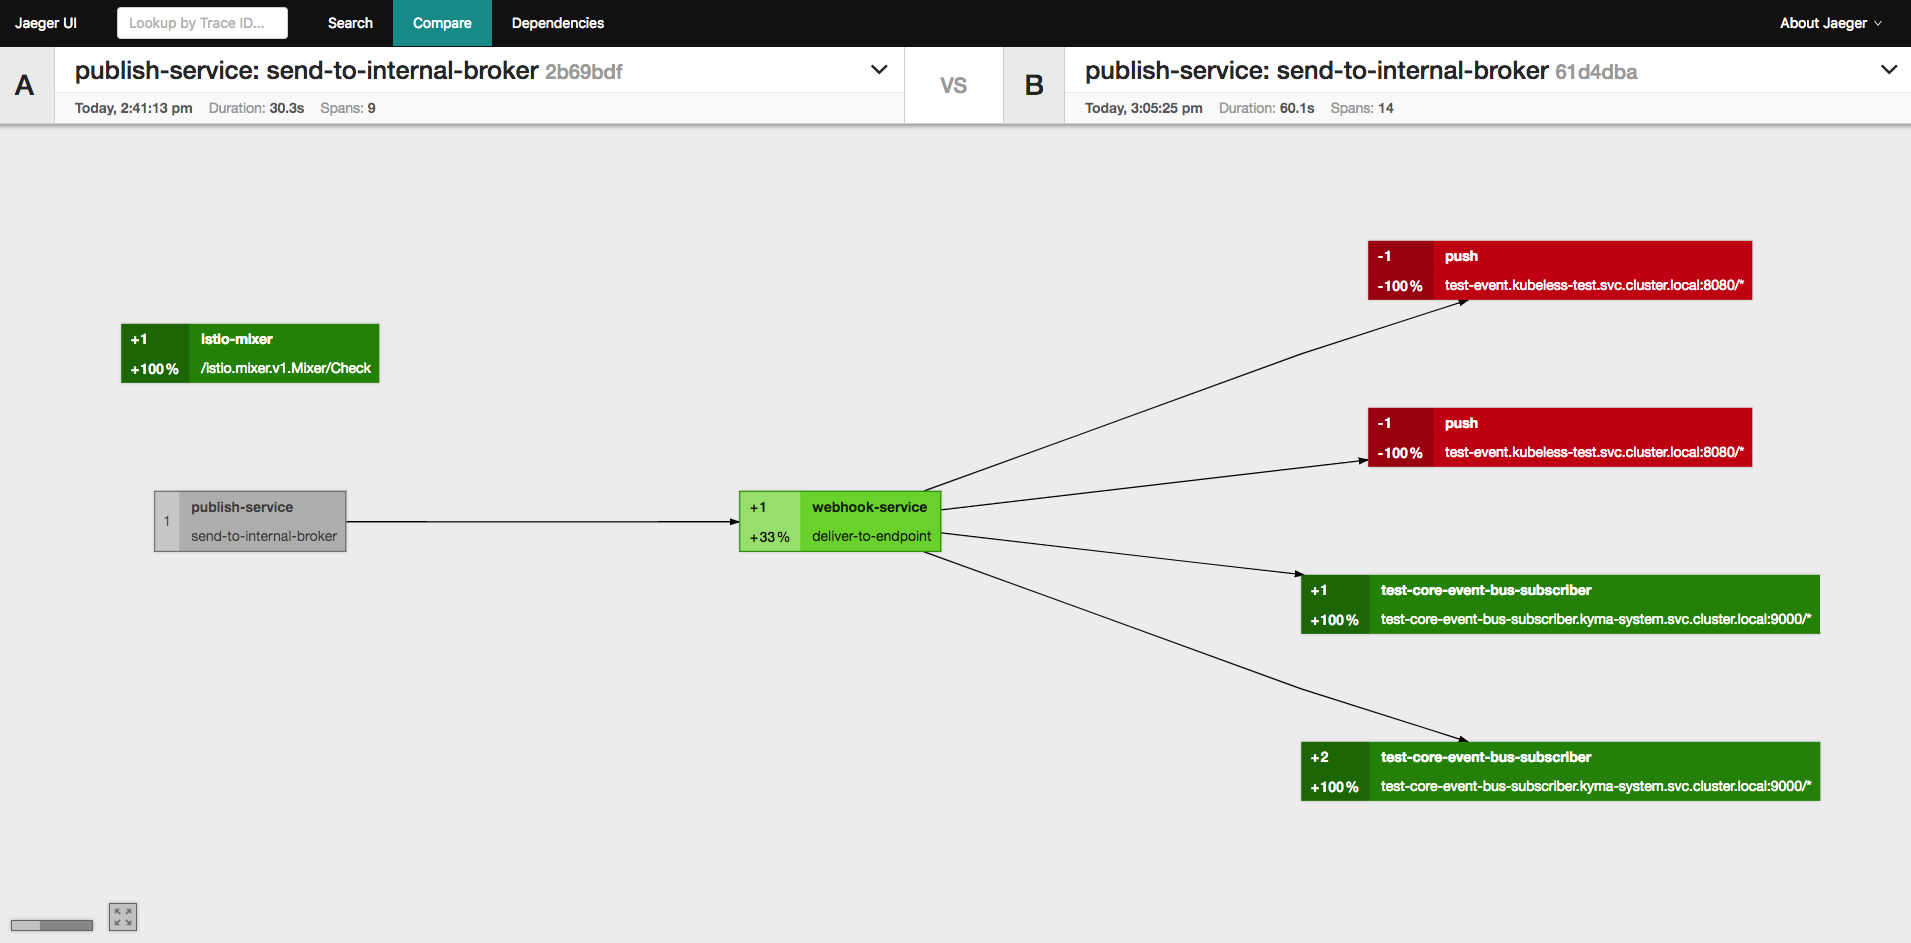 Jaeger UI
Lookup by Trace ID...
Search
Compare
Dependencies
About Jaeger
A
publish-service: send-to-internal-broker 2b69bdf
Today, 2:41:13 pm Duration: 30.3s Spans: 9
VS
B
publish-service: send-to-internal-broker 61d4dba
Today, 3:05:25 pm Duration: 60.1s Spans: 14
-1 push
-100% test-event.kubeless-test.svc.cluster.local:8080/*
+1 istio-mixer
+100% /istio.mixer.v1.Mixer/Check
-1 push
-100% test-event.kubeless-test.svc.cluster.local:8080/*
1
publish-service
send-to-internal-broker
+1 webhook-service
+33% deliver-to-endpoint
+1 test-core-event-bus-subscriber
+100% test-core-event-bus-subscriber.kyma-system.svc.cluster.local:9000/*
+2 test-core-event-bus-subscriber
+100% test-core-event-bus-subscriber.kyma-system.svc.cluster.local:9000/*